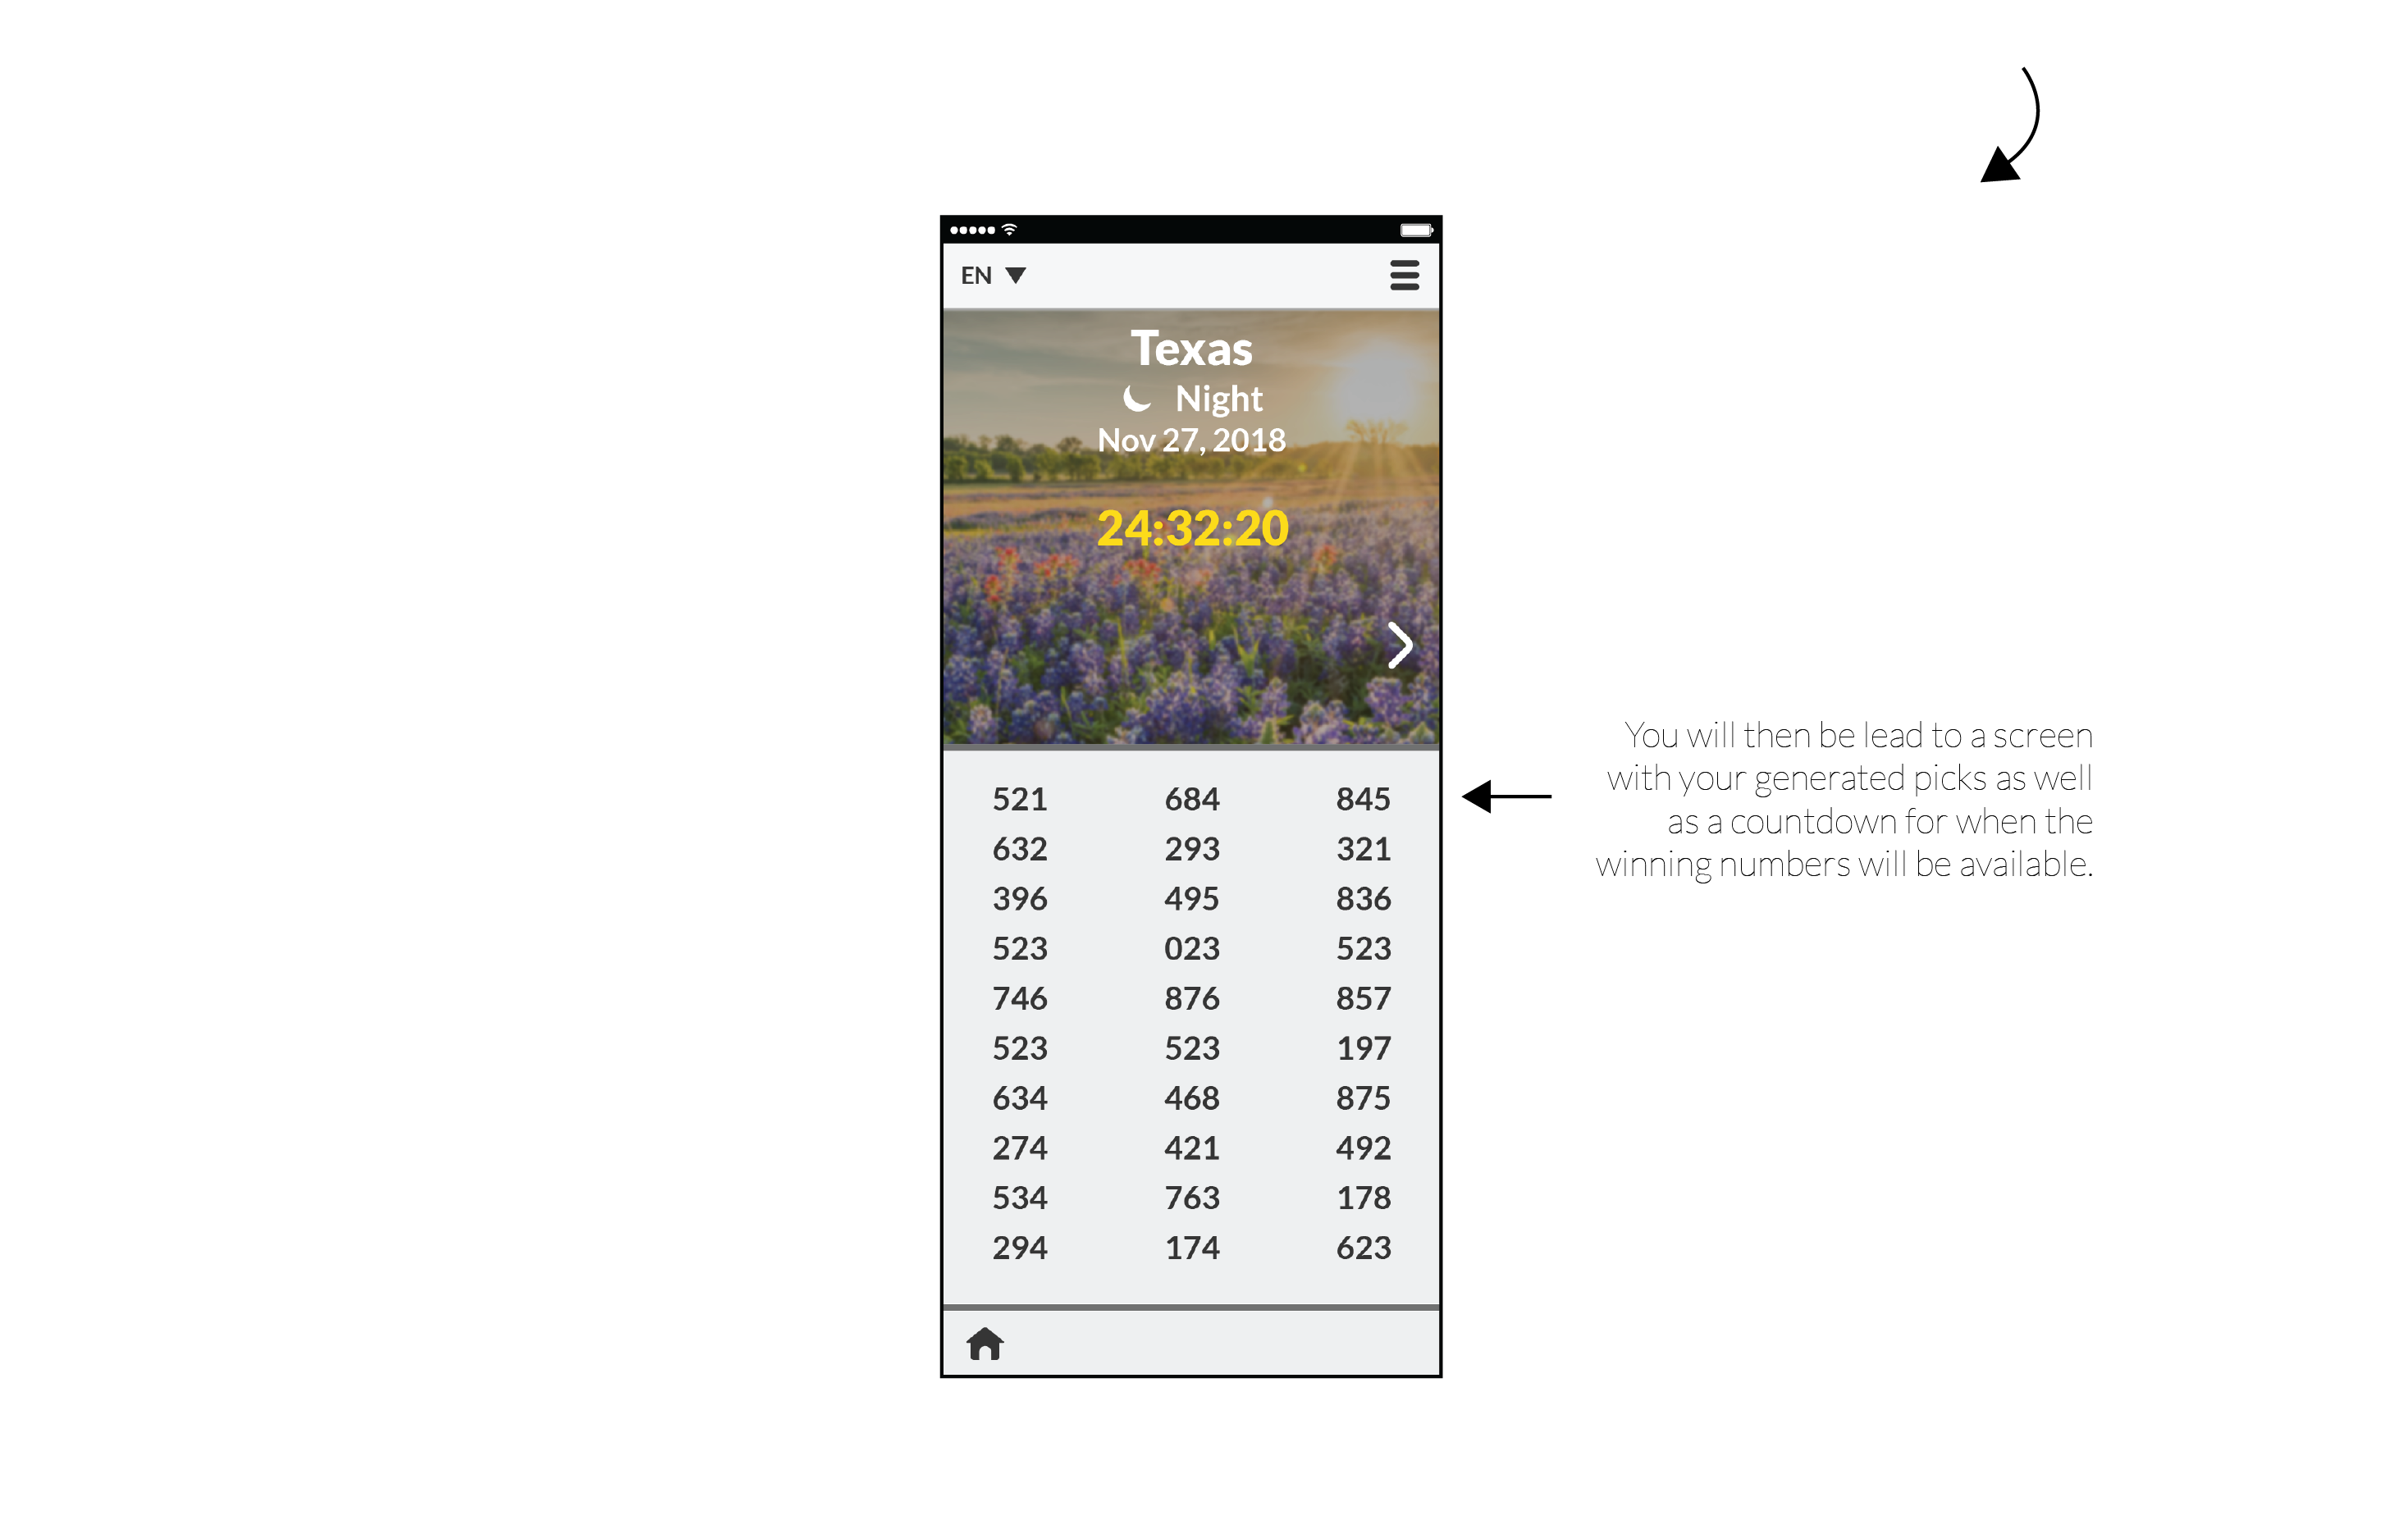 EN
Texas
Night
Nov 27, 2018
24:32:20
521 684 845
632 293 321
396 495 836
523 023 523
746 876 857
523 523 197
634 468 875
274 421 492
534 763 178
294 174 623
You will then be lead to a screen
with your generated picks as well
as a countdown for when the
winning numbers will be available.